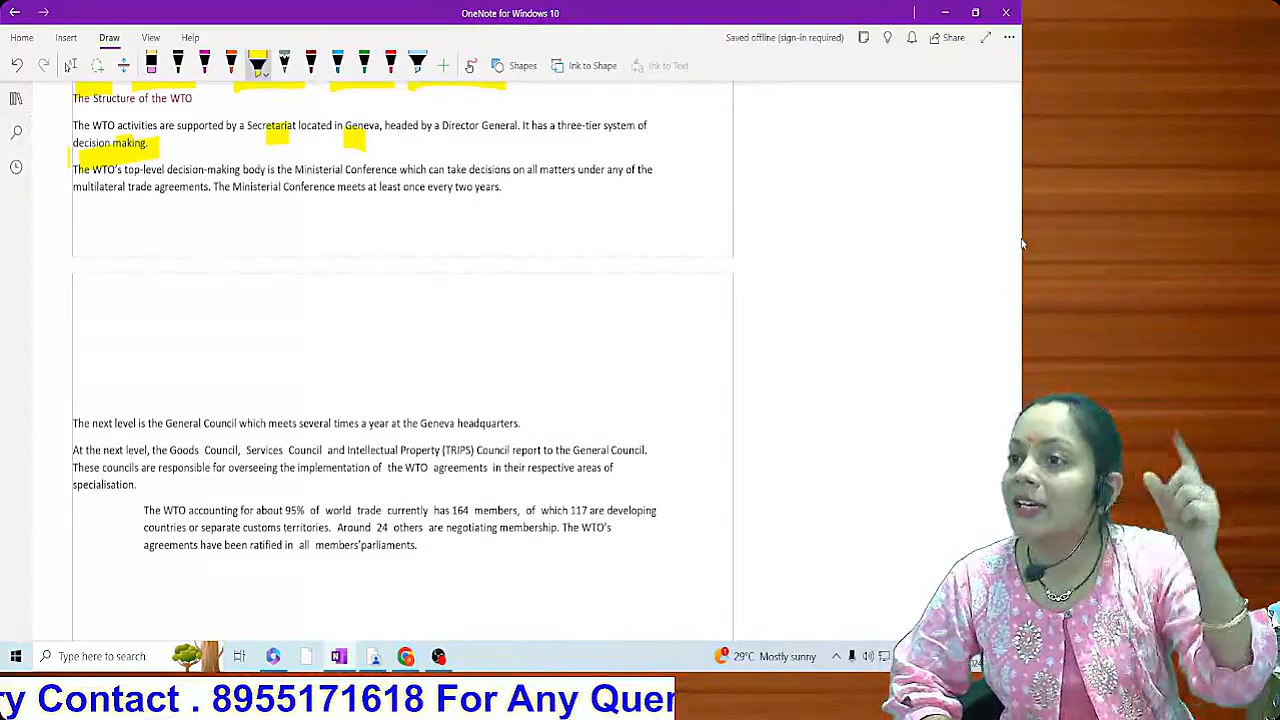 OneNote for Windows 10
Home Insert Draw View Help
Saved offline (sign-in required)
Share
Shapes
Ink to Shape
Ink to Text
The Structure of the WTO
The WTO activities are supported by a Secretariat located in Geneva, headed by a Director General. It has a three-tier system of
decision making.
The WTO's top-level decision-making body is the Ministerial Conference which can take decisions on all matters under any of the
multilateral trade agreements. The Ministerial Conference meets at least once every two years.
The next level is the General Council which meets several times a year at the Geneva headquarters.
At the next level, the Goods Council, Services Council and Intellectual Property (TRIPS) Council report to the General Council.
These councils are responsible for overseeing the implementation of the WTO agreements in their respective areas of
specialisation.
The WTO accounting for about 95% of world trade currently has 164 members, of which 117 are developing
countries or separate customs territories. Around 24 others are negotiating membership. The WTO's
agreements have been ratified in all members'parliaments.
Type here to search
29°C Mostly sunny
ry Contact . 8955171618 For Any Quer